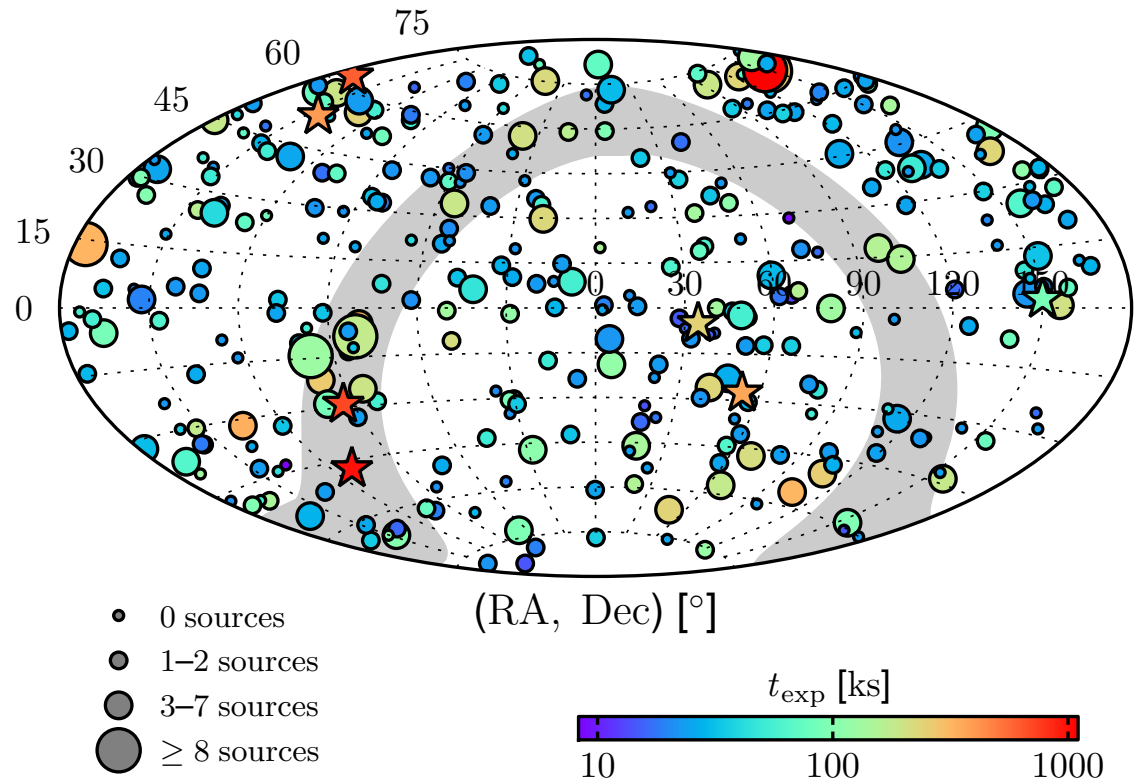 75
60
45
30
15
0
0 30 60 90 120 150
(RA, Dec) [°]
0 sources
1–2 sources
3–7 sources
≥ 8 sources
t_exp [ks]
10 100 1000